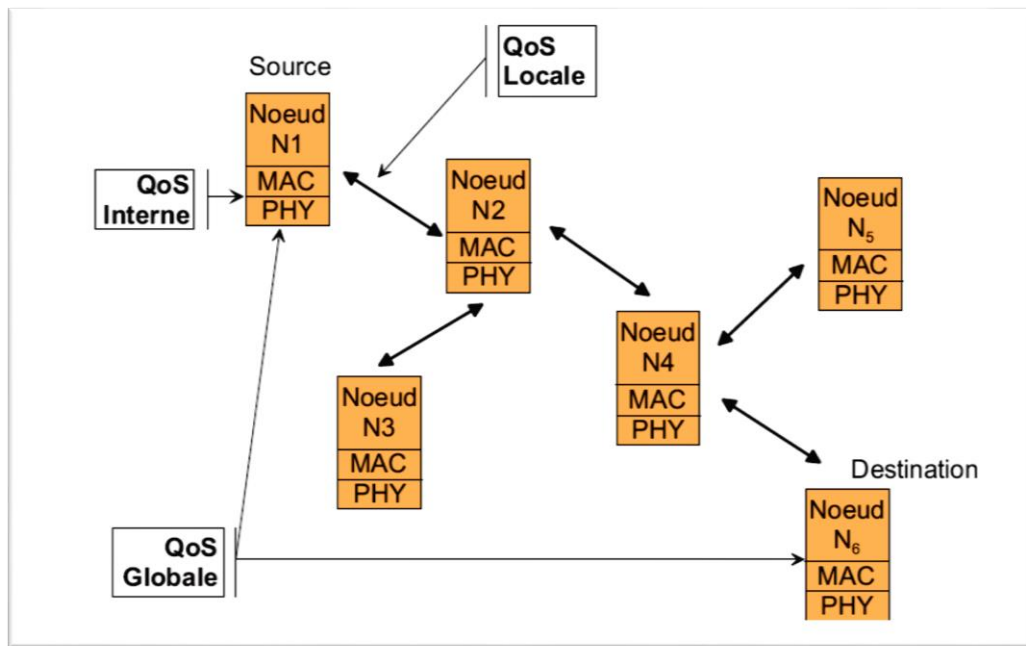 QoS
Locale
Source
Noeud
N1
MAC
PHY
QoS
Interne
Noeud
N2
MAC
PHY
Noeud
N5
MAC
PHY
Noeud
N4
MAC
PHY
Noeud
N3
MAC
PHY
Destination
Noeud
N6
MAC
PHY
QoS
Globale